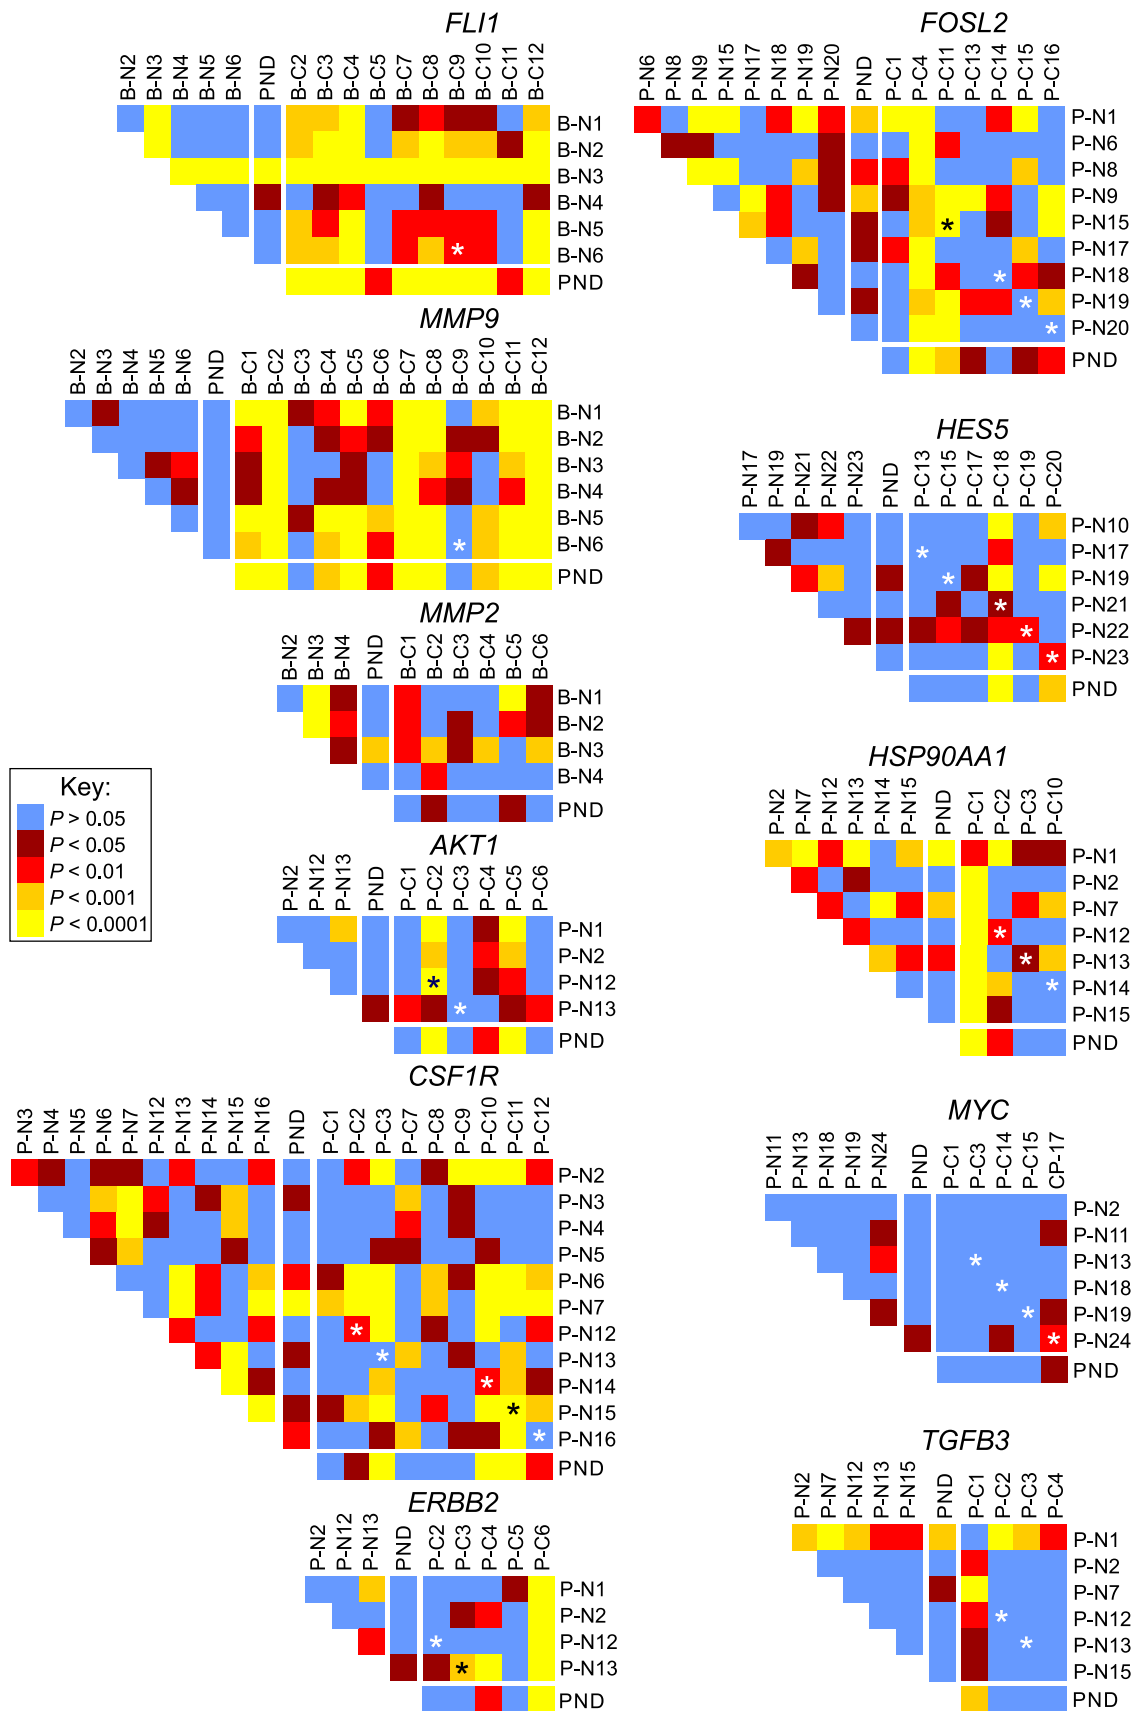 FLI1
B-N2 B-N3 B-N4 B-N5 B-N6 PND B-C2 B-C3 B-C4 B-C5 B-C7 B-C8 B-C9 B-C10 B-C11 B-C12
B-N1
B-N2
B-N3
B-N4
B-N5
* B-N6
PND
MMP9
B-N2 B-N3 B-N4 B-N5 B-N6 PND B-C1 B-C2 B-C3 B-C4 B-C5 B-C6 B-C7 B-C8 B-C9 B-C10 B-C11 B-C12
B-N1
B-N2
B-N3
B-N4
B-N5
* B-N6
PND
MMP2
B-N2 B-N3 B-N4 PND B-C1 B-C2 B-C3 B-C4 B-C5 B-C6
B-N1
B-N2
B-N3
B-N4
PND
Key:
P > 0.05
P < 0.05
P < 0.01
P < 0.001
P < 0.0001
AKT1
P-N2 P-N12 P-N13 PND P-C1 P-C2 P-C3 P-C4 P-C5 P-C6
P-N1
P-N2
* P-N12
* P-N13
PND
CSF1R
P-N3 P-N4 P-N5 P-N6 P-N7 P-N12 P-N13 P-N14 P-N15 P-N16 PND P-C1 P-C2 P-C3 P-C7 P-C8 P-C9 P-C10 P-C11 P-C12
P-N2
P-N3
P-N4
P-N5
P-N6
P-N7
* P-N12
* P-N13
* P-N14
* P-N15
* P-N16
PND
ERBB2
P-N2 P-N12 P-N13 PND P-C2 P-C3 P-C4 P-C5 P-C6
P-N1
P-N2
* P-N12
* P-N13
PND
FOSL2
P-N6 P-N8 P-N9 P-N15 P-N17 P-N18 P-N19 P-N20 PND P-C1 P-C4 P-C11 P-C13 P-C14 P-C15 P-C16
P-N1
P-N6
P-N8
P-N9
* P-N15
P-N17
* P-N18
* P-N19
* P-N20
PND
HES5
P-N17 P-N19 P-N21 P-N22 P-N23 PND P-C13 P-C15 P-C17 P-C18 P-C19 P-C20
P-N10
* P-N17
* P-N19
* P-N21
* P-N22
* P-N23
PND
HSP90AA1
P-N2 P-N7 P-N12 P-N13 P-N14 P-N15 PND P-C1 P-C2 P-C3 P-C10
P-N1
P-N2
P-N7
* P-N12
* P-N13
* P-N14
P-N15
PND
MYC
P-N11 P-N13 P-N18 P-N19 P-N24 PND P-C1 P-C3 P-C14 P-C15 CP-17
P-N2
P-N11
* P-N13
* P-N18
* P-N19
* P-N24
PND
TGFB3
P-N2 P-N7 P-N12 P-N13 P-N15 PND P-C1 P-C2 P-C3 P-C4
P-N1
P-N2
P-N7
* P-N12
* P-N13
P-N15
PND